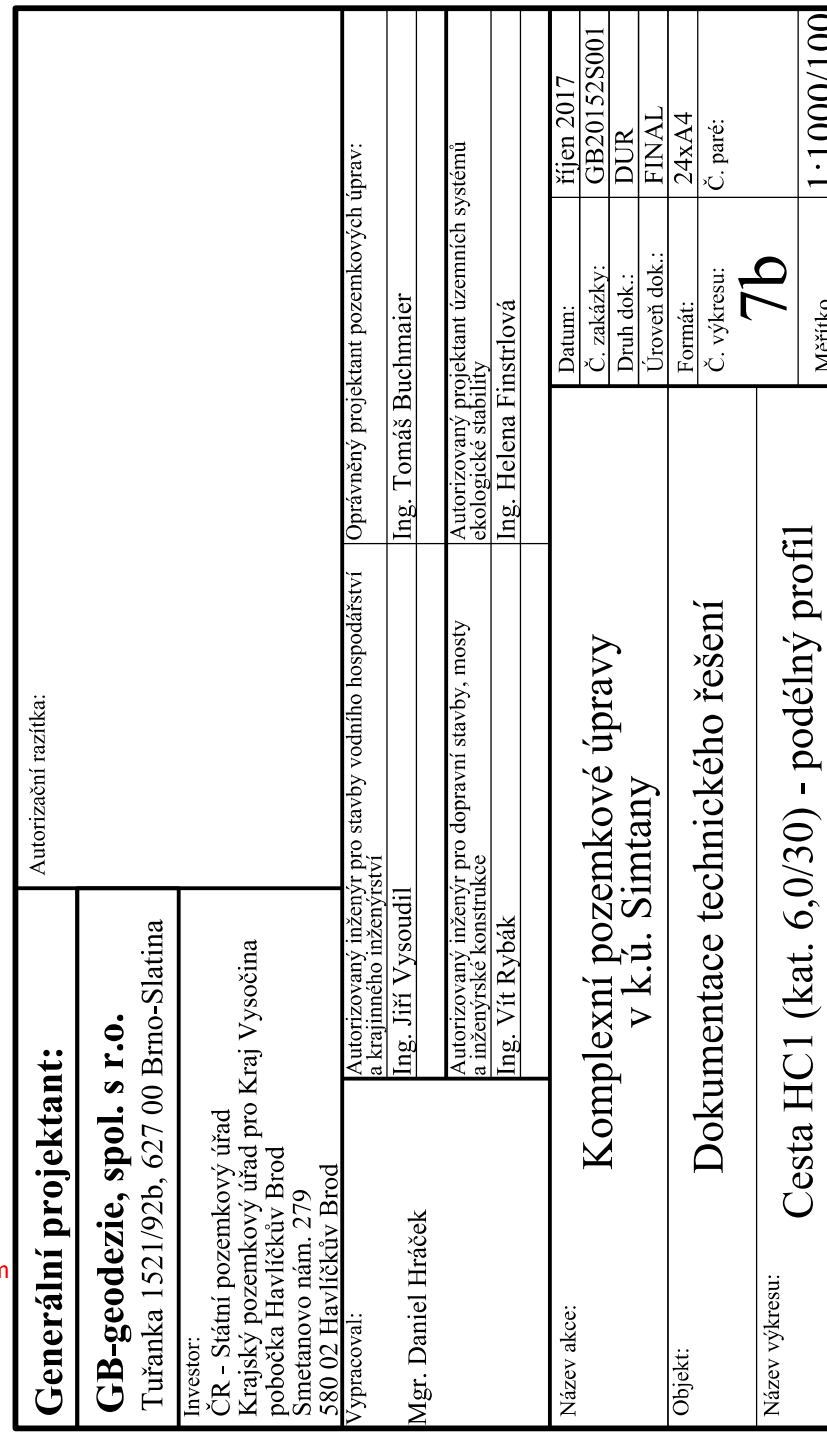 Generální projektant:
GB-geodezie, spol. s r.o.
Tuřanka 1521/92b, 627 00 Brno-Slatina
Autorizační razítka:
Investor:
ČR - Státní pozemkový úřad
Krajský pozemkový úřad pro Kraj Vysočina
pobočka Havlíčkův Brod
Smetanovo nám. 279
580 02 Havlíčkův Brod
Vypracoval:
Mgr. Daniel Hráček
Autorizovaný inženýr pro stavby vodního hospodářství
a krajinného inženýrství
Ing. Jiří Vysoudil
Oprávněný projektant pozemkových úprav:
Ing. Tomáš Buchmaier
Autorizovaný inženýr pro dopravní stavby, mosty
a inženýrské konstrukce
Ing. Vít Rybák
Autorizovaný projektant územních systémů
ekologické stability
Ing. Helena Finstrlová
Název akce:
Komplexní pozemkové úpravy
v k.ú. Simtany
Datum:
říjen 2017
Č. zakázky:
GB20152S001
Druh dok.:
DUR
Úroveň dok.:
FINAL
Objekt:
Dokumentace technického řešení
Formát:
24xA4
Č. výkresu:
7b
Č. paré:
Název výkresu:
Cesta HC1 (kat. 6,0/30) - podélný profil
Měřítko
1:1000/100